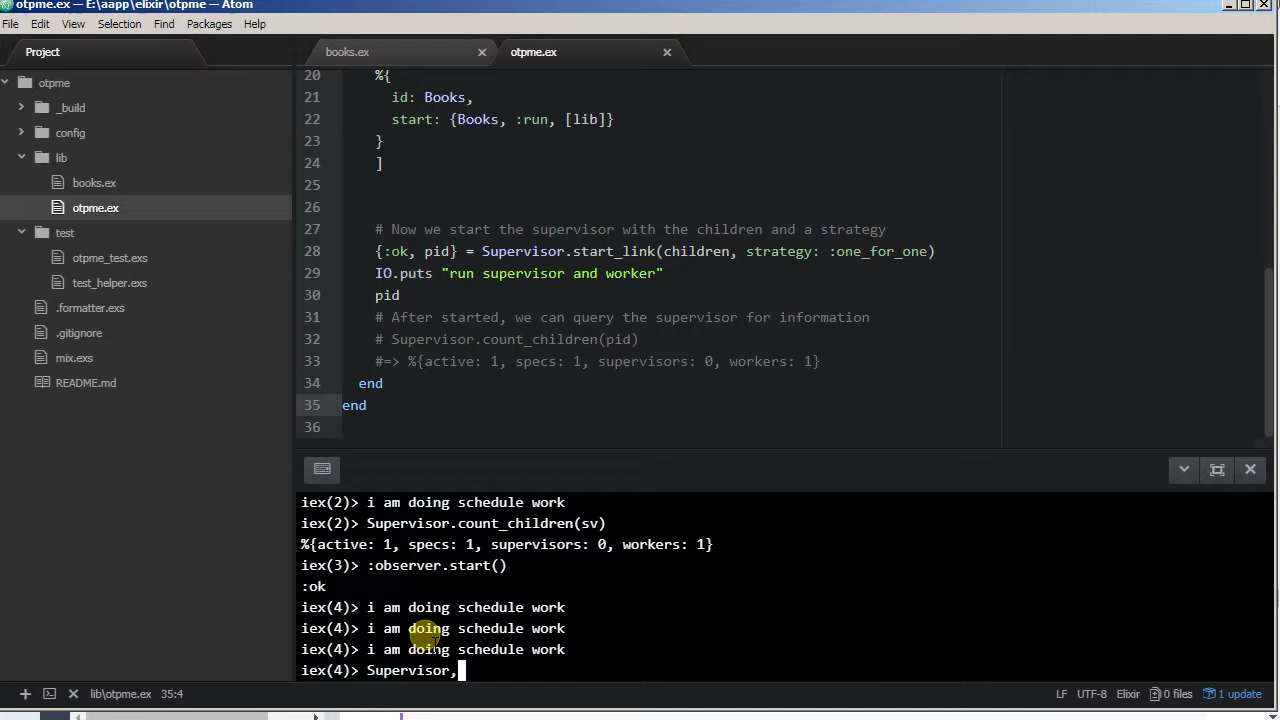 otpme.ex — E:\aapp\elixir\otpme — Atom
File Edit View Selection Find Packages Help
Project
books.ex
otpme.ex
otpme
_build
config
lib
books.ex
otpme.ex
test
otpme_test.exs
test_helper.exs
.formatter.exs
.gitignore
mix.exs
README.md
20 %{
21 id: Books,
22 start: {Books, :run, [lib]}
23 }
24 ]
25
26
27 # Now we start the supervisor with the children and a strategy
28 {:ok, pid} = Supervisor.start_link(children, strategy: :one_for_one)
29 IO.puts "run supervisor and worker"
30 pid
31 # After started, we can query the supervisor for information
32 # Supervisor.count_children(pid)
33 #=> %{active: 1, specs: 1, supervisors: 0, workers: 1}
34 end
35 end
36
iex(2)> i am doing schedule work
iex(2)> Supervisor.count_children(sv)
%{active: 1, specs: 1, supervisors: 0, workers: 1}
iex(3)> :observer.start()
:ok
iex(4)> i am doing schedule work
iex(4)> i am doing schedule work
iex(4)> i am doing schedule work
iex(4)> Supervisor,
lib\otpme.ex 35:4 LF UTF-8 Elixir 0 files 1 update